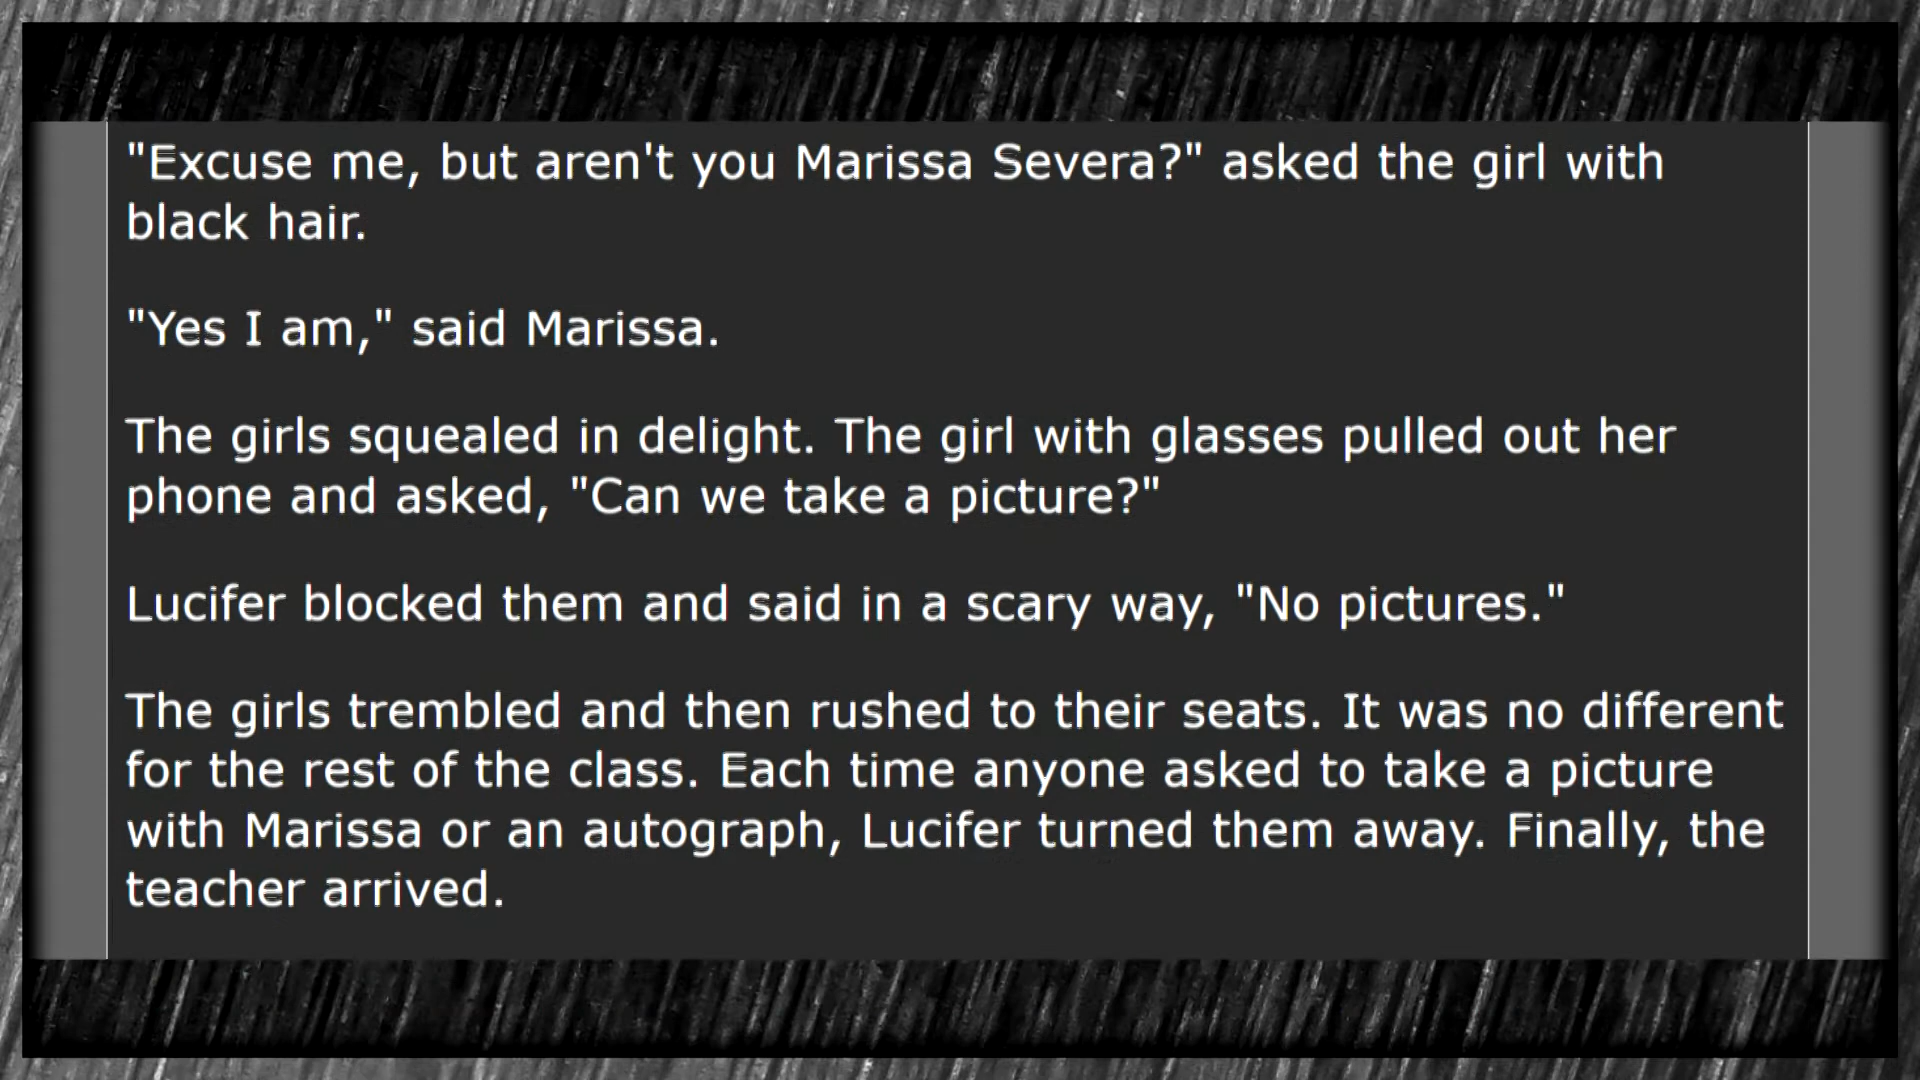 "Excuse me, but aren't you Marissa Severa?" asked the girl with
black hair.
"Yes I am," said Marissa.
The girls squealed in delight. The girl with glasses pulled out her
phone and asked, "Can we take a picture?"
Lucifer blocked them and said in a scary way, "No pictures."
The girls trembled and then rushed to their seats. It was no different
for the rest of the class. Each time anyone asked to take a picture
with Marissa or an autograph, Lucifer turned them away. Finally, the
teacher arrived.